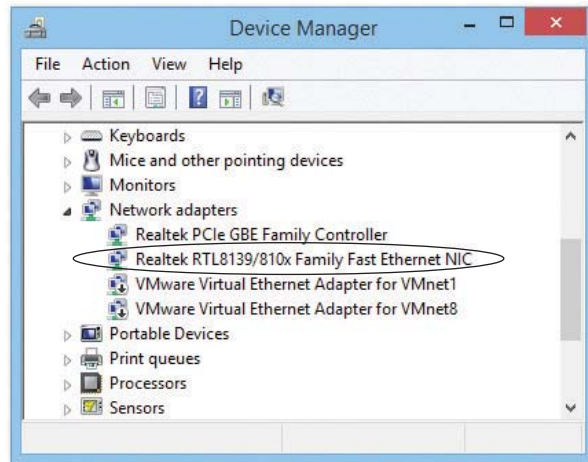 Device Manager
File Action View Help
Keyboards
Mice and other pointing devices
Monitors
Network adapters
Realtek PCIe GBE Family Controller
Realtek RTL8139/810x Family Fast Ethernet NIC
VMware Virtual Ethernet Adapter for VMnet1
VMware Virtual Ethernet Adapter for VMnet8
Portable Devices
Print queues
Processors
Sensors